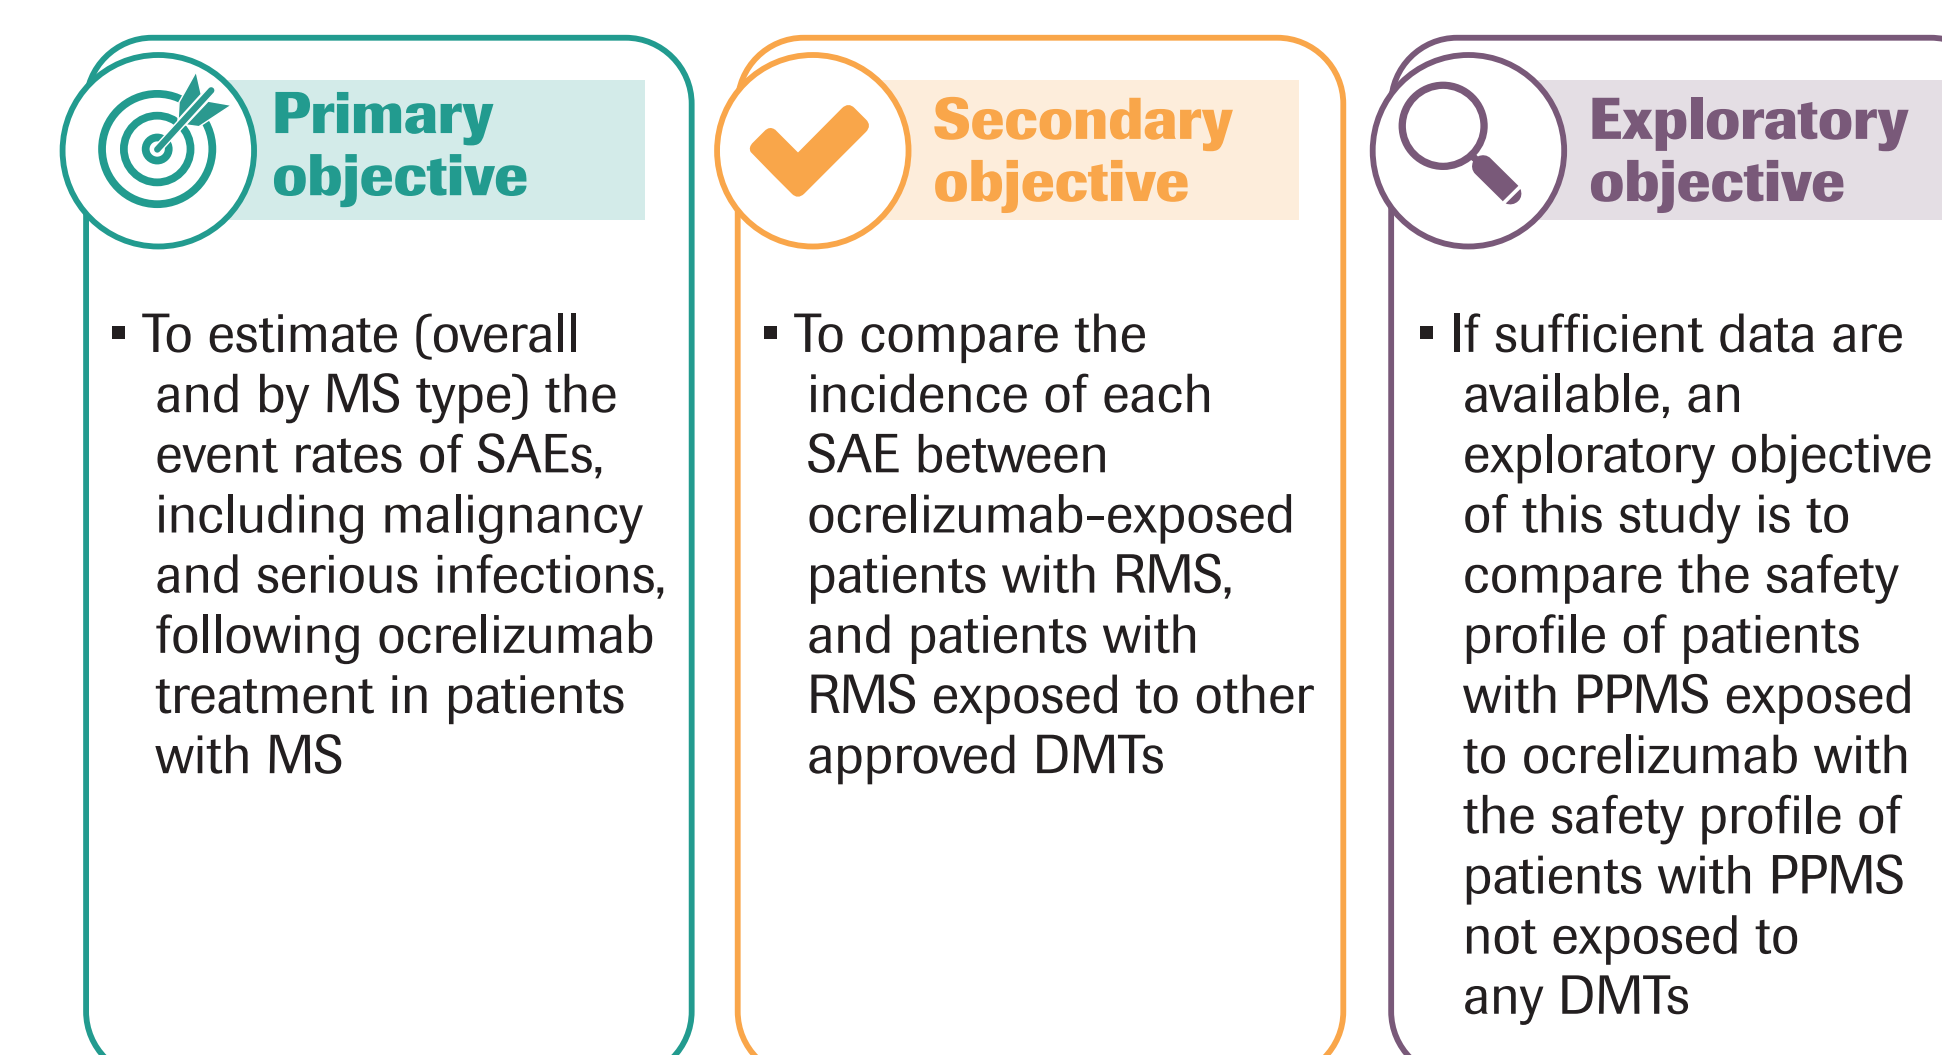 Primary
objective
▪ To estimate (overall
and by MS type) the
event rates of SAEs,
including malignancy
and serious infections,
following ocrelizumab
treatment in patients
with MS
Secondary
objective
▪ To compare the
incidence of each
SAE between
ocrelizumab-exposed
patients with RMS,
and patients with
RMS exposed to other
approved DMTs
Exploratory
objective
▪ If sufficient data are
available, an
exploratory objective
of this study is to
compare the safety
profile of patients
with PPMS exposed
to ocrelizumab with
the safety profile of
patients with PPMS
not exposed to
any DMTs